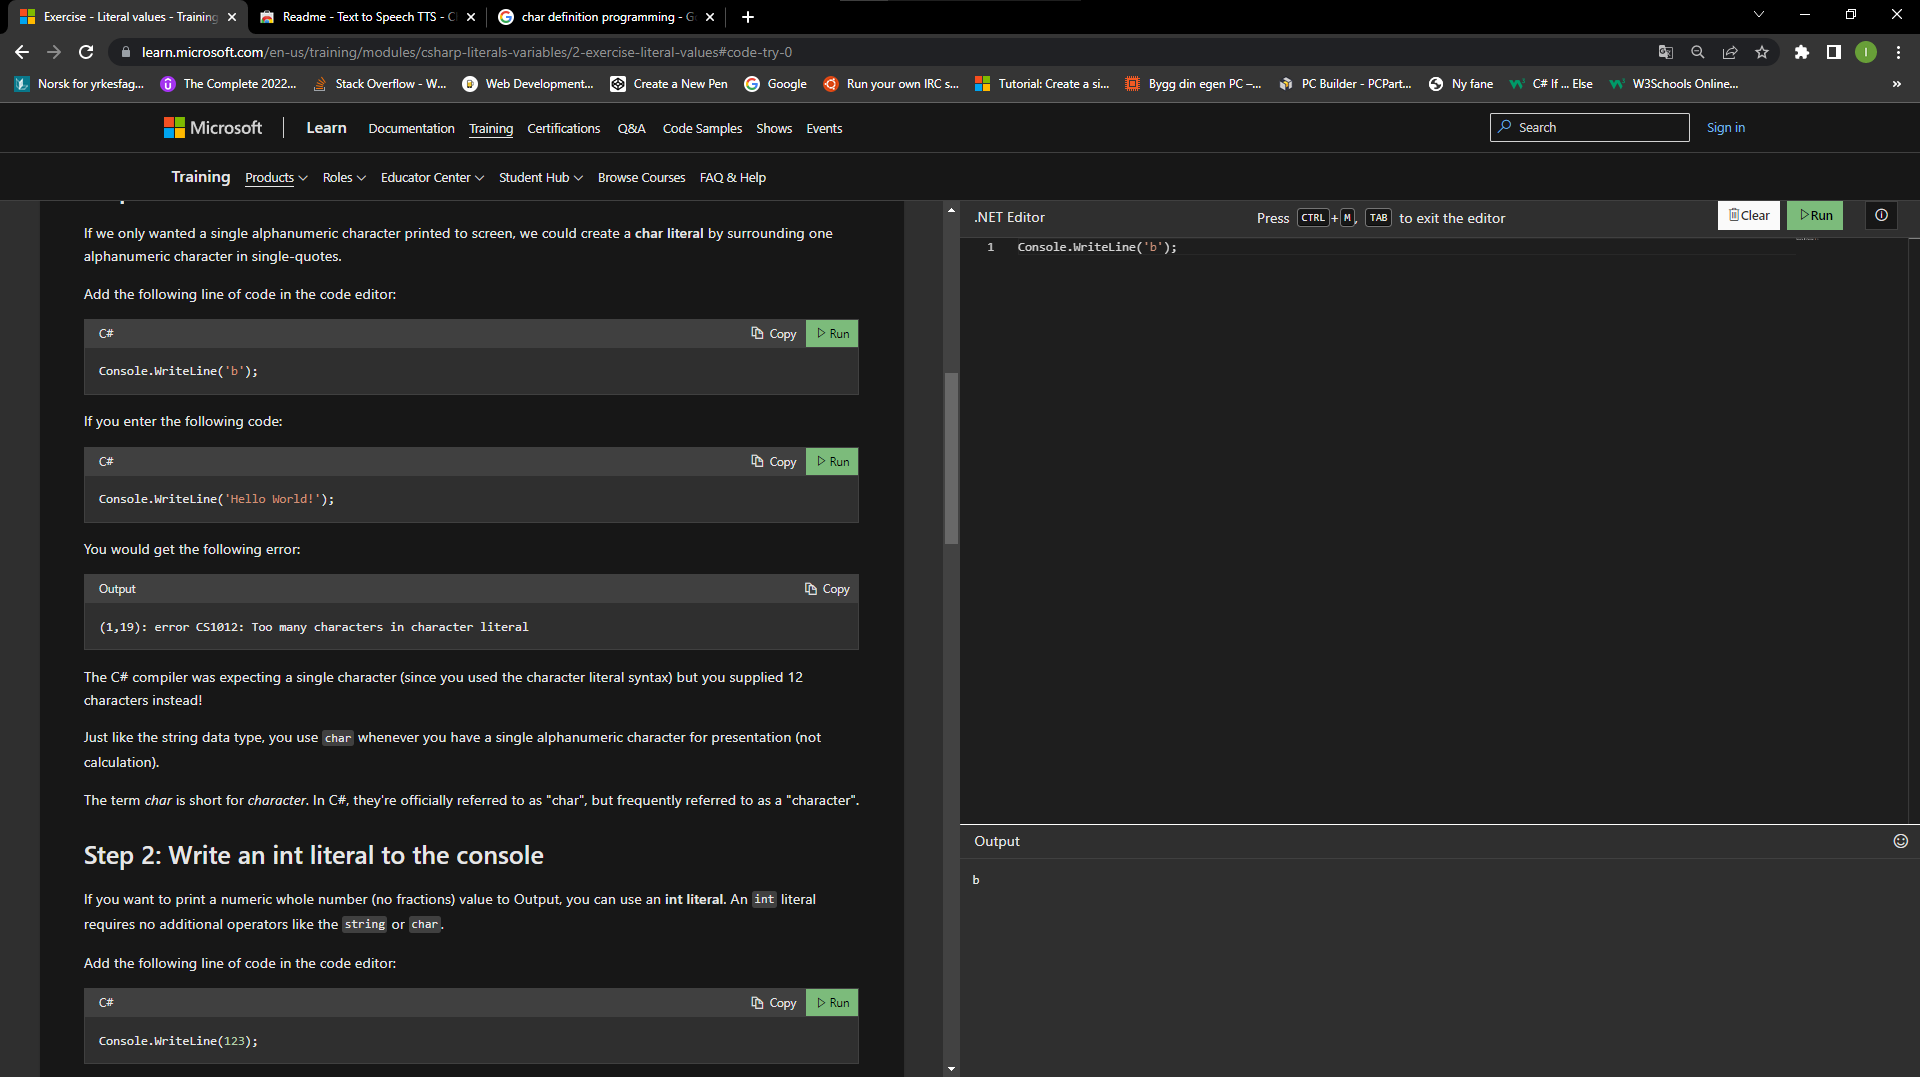 Exercise - Literal values - Training
Readme - Text to Speech TTS - C
char definition programming - G
learn.microsoft.com/en-us/training/modules/csharp-literals-variables/2-exercise-literal-values#code-try-0
I
Norsk for yrkesfag...
The Complete 2022...
Stack Overflow - W...
Web Development...
Create a New Pen
Google
Run your own IRC s...
Tutorial: Create a si...
Bygg din egen PC –...
PC Builder - PCPart...
Ny fane
C# If ... Else
W3Schools Online...
»
Microsoft
Learn
Documentation
Training
Certifications
Q&A
Code Samples
Shows
Events
Search
Sign in
Training
Products
Roles
Educator Center
Student Hub
Browse Courses
FAQ & Help
If we only wanted a single alphanumeric character printed to screen, we could create a char literal by surrounding one
alphanumeric character in single-quotes.
Add the following line of code in the code editor:
C#
Copy
Run
Console.WriteLine('b');
If you enter the following code:
C#
Copy
Run
Console.WriteLine('Hello World!');
You would get the following error:
Output
Copy
(1,19): error CS1012: Too many characters in character literal
The C# compiler was expecting a single character (since you used the character literal syntax) but you supplied 12
characters instead!
Just like the string data type, you use char whenever you have a single alphanumeric character for presentation (not
calculation).
The term char is short for character. In C#, they're officially referred to as "char", but frequently referred to as a "character".
Step 2: Write an int literal to the console
If you want to print a numeric whole number (no fractions) value to Output, you can use an int literal. An int literal
requires no additional operators like the string or char.
Add the following line of code in the code editor:
C#
Copy
Run
Console.WriteLine(123);
.NET Editor
Press CTRL + M, TAB to exit the editor
Clear
Run
1 Console.WriteLine('b');
Output
b